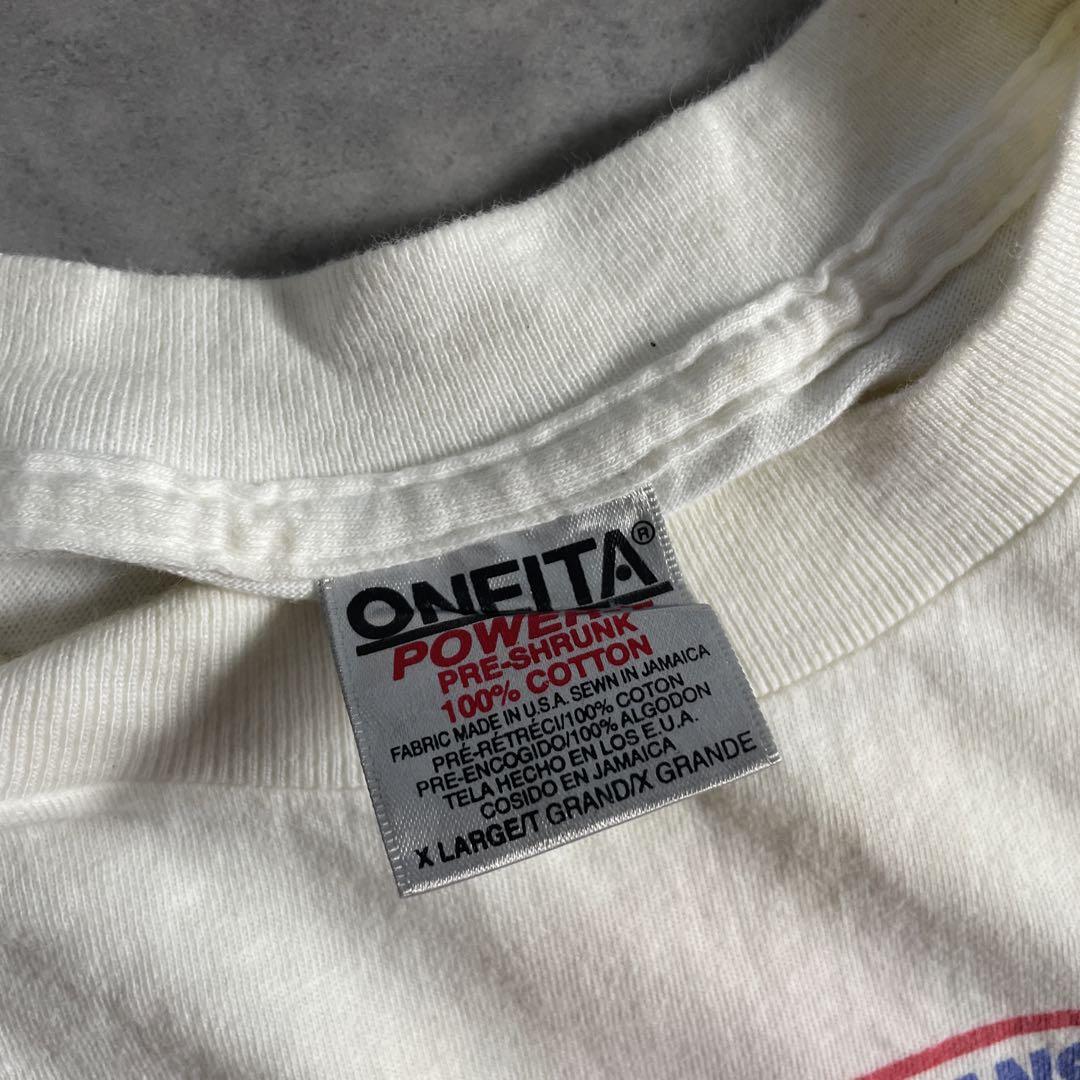 ONEITA®
POWER-T
PRE-SHRUNK
100% COTTON
FABRIC MADE IN U.S.A. SEWN IN JAMAICA
PRÉ-RÉTRÉCI/100% COTON
PRE-ENCOGIDO/100% ALGODON
TELA HECHO EN LOS E.U.A.
COSIDO EN JAMAICA
X LARGE/T GRAND/X GRANDE